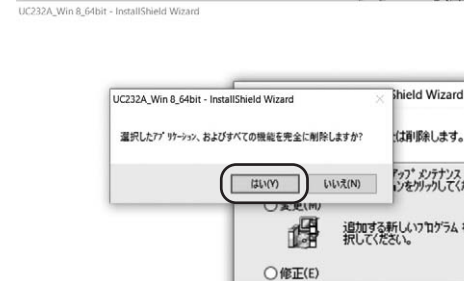 UC232A_Win 8_64bit - InstallShield Wizard
UC232A_Win 8_64bit - InstallShield Wizard
選択したアプリケーション、およびすべての機能を完全に削除しますか?
はい(Y)
いいえ(N)
Shield Wizard
は削除します。
アップ メンテナンス
ンをクリックしてく
変更(M)
追加する新しいプログラム
択してください。
修正(E)